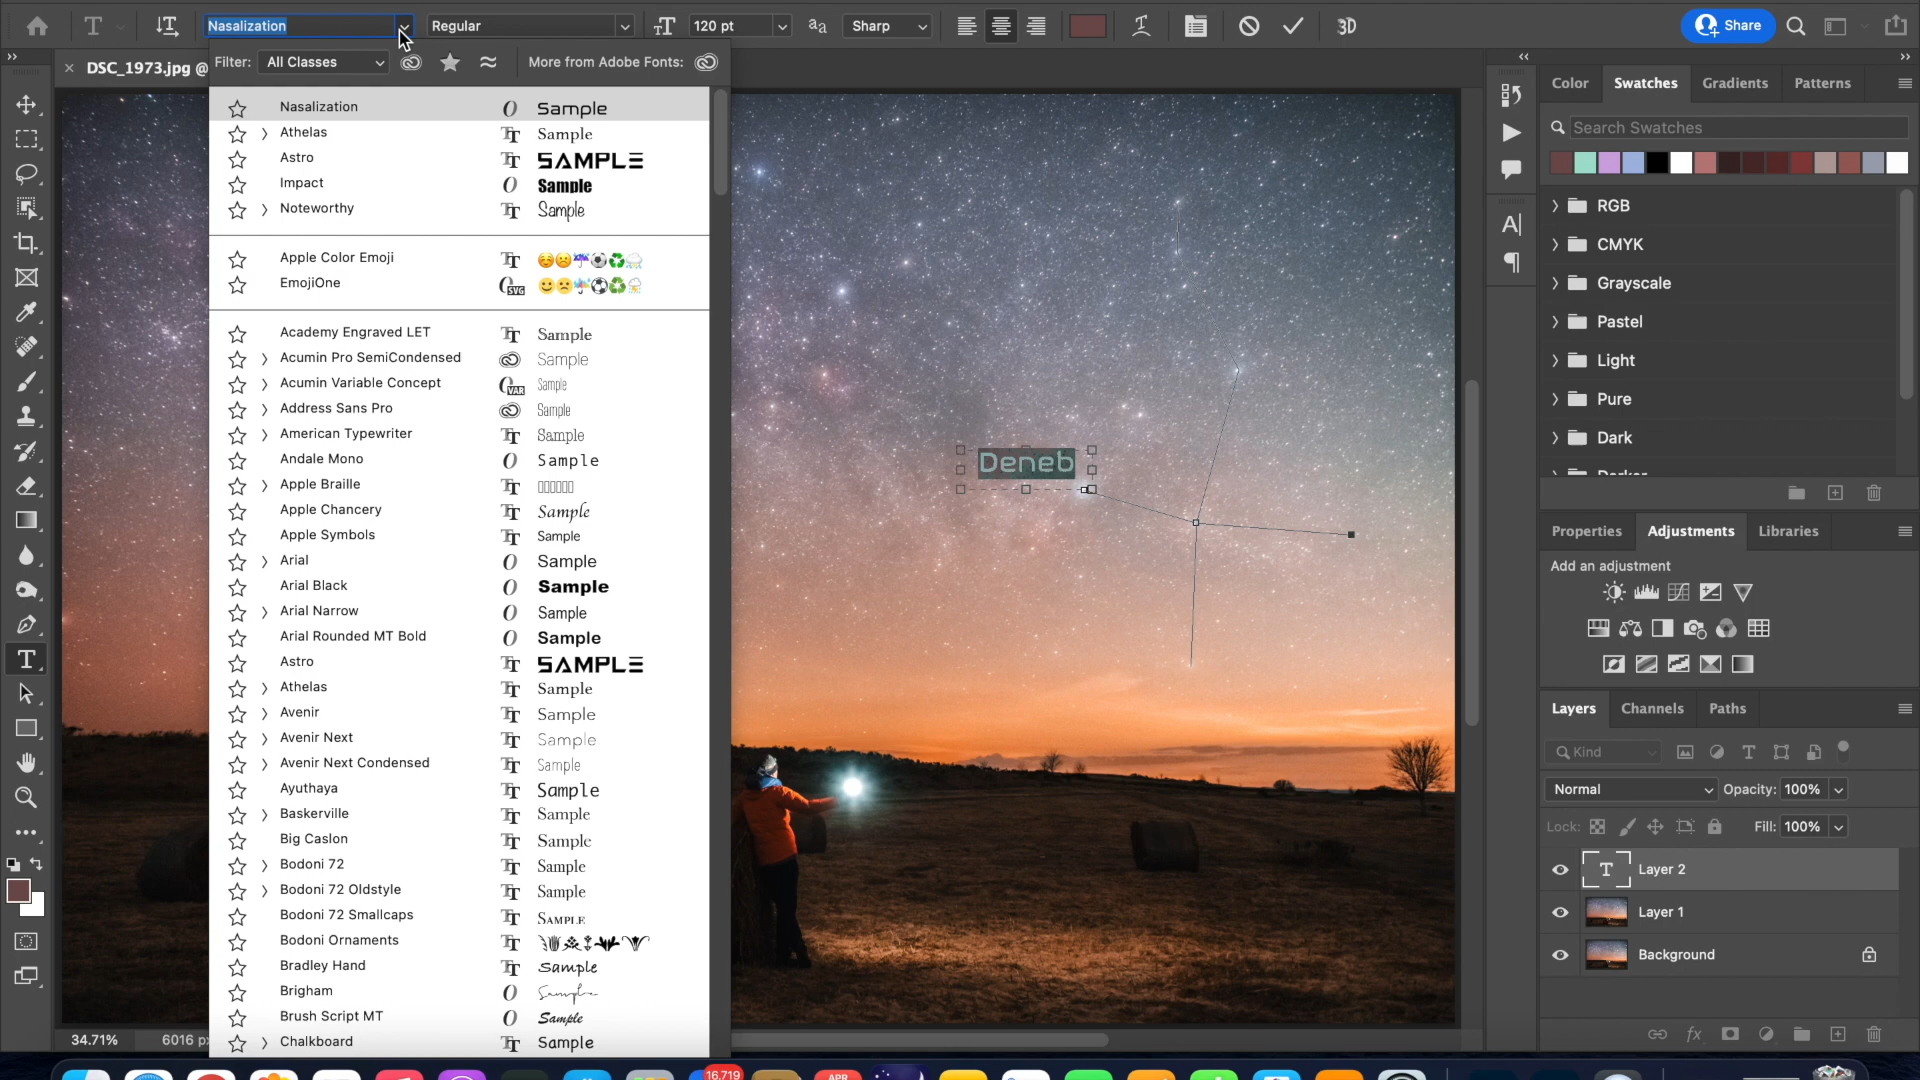 Nasalization
Regular
120 pt
Sharp
3D
Share
DSC_1973.jpg @
Filter:
All Classes
More from Adobe Fonts:
Nasalization Sample
Athelas Sample
Astro SAMPLE
Impact Sample
Noteworthy Sample
Apple Color Emoji
EmojiOne
Academy Engraved LET Sample
Acumin Pro SemiCondensed Sample
Acumin Variable Concept Sample
Address Sans Pro Sample
American Typewriter Sample
Andale Mono Sample
Apple Braille
Apple Chancery Sample
Apple Symbols Sample
Arial Sample
Arial Black Sample
Arial Narrow Sample
Arial Rounded MT Bold Sample
Astro SAMPLE
Athelas Sample
Avenir Sample
Avenir Next Sample
Avenir Next Condensed Sample
Ayuthaya Sample
Baskerville Sample
Big Caslon Sample
Bodoni 72 Sample
Bodoni 72 Oldstyle Sample
Bodoni 72 Smallcaps SAMPLE
Bodoni Ornaments
Bradley Hand Sample
Brigham Sample
Brush Script MT Sample
Chalkboard Sample
Deneb
34.71%
6016 p
Color
Swatches
Gradients
Patterns
Search Swatches
RGB
CMYK
Grayscale
Pastel
Light
Pure
Dark
Darker
Properties
Adjustments
Libraries
Add an adjustment
Layers
Channels
Paths
Kind
Normal
Opacity: 100%
Lock:
Fill: 100%
Layer 2
Layer 1
Background
16,719
APR